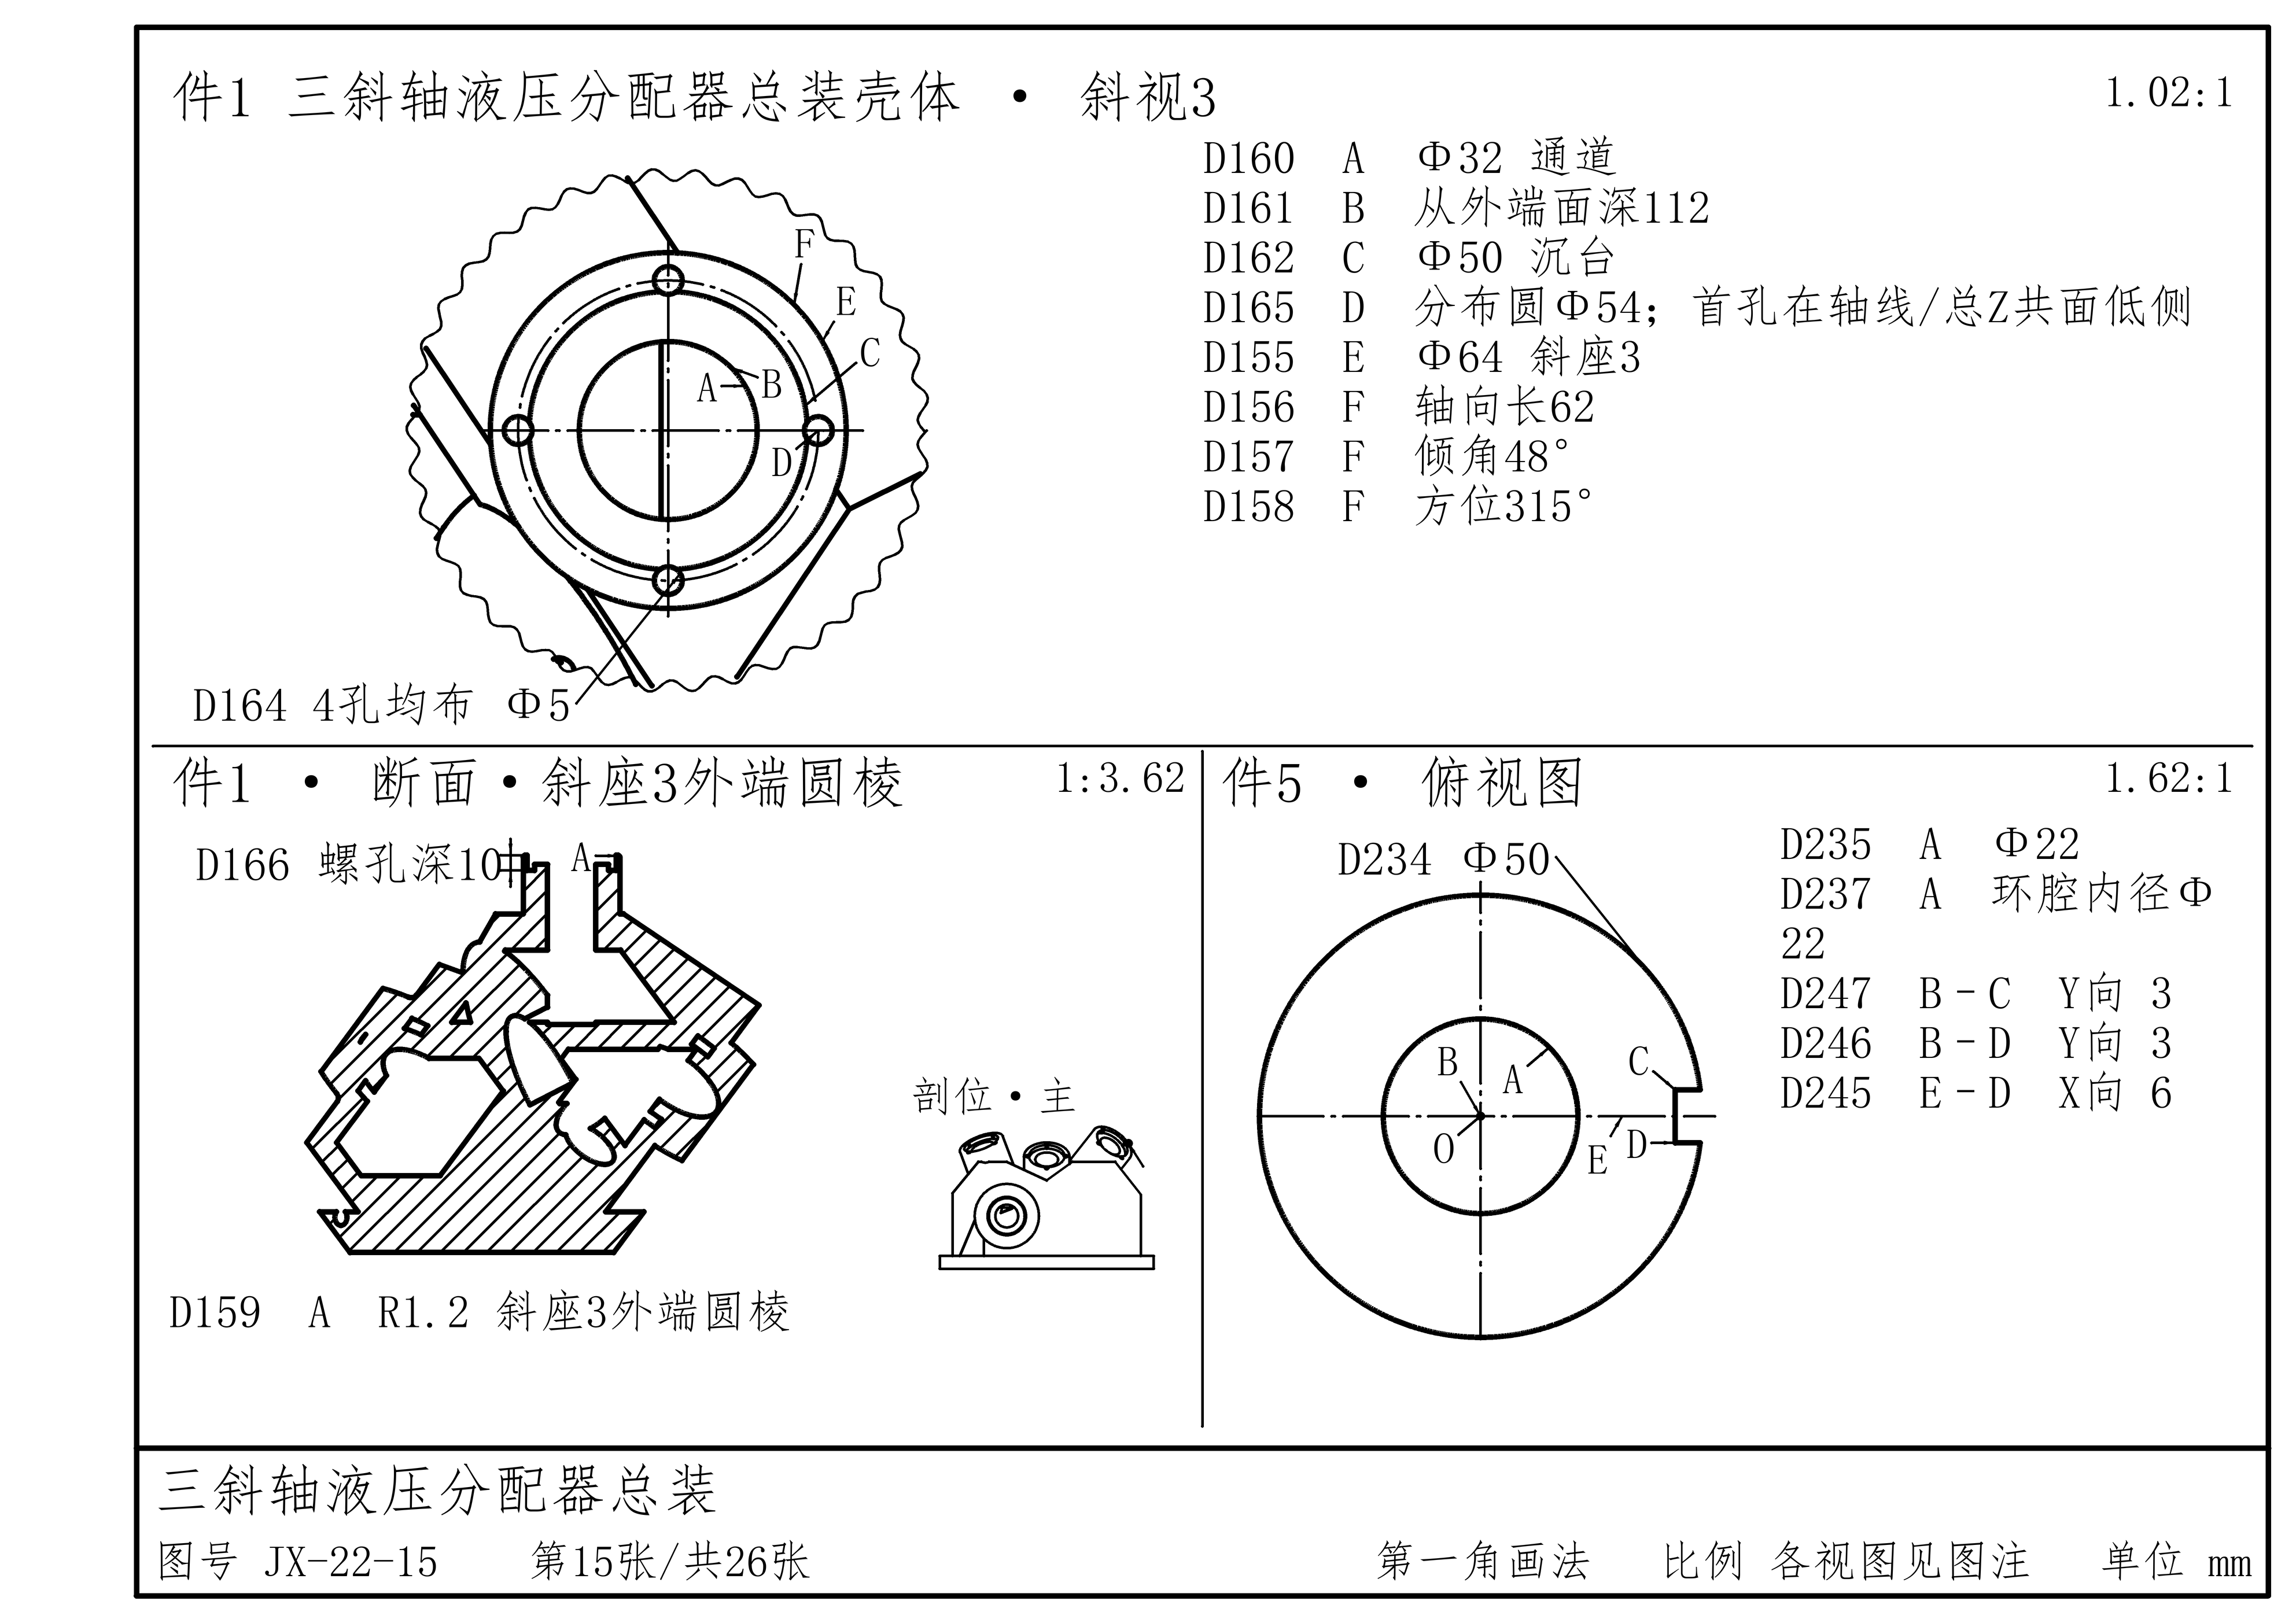 件1 三斜轴液压分配器总装壳体 · 斜视3
1.02:1
D160 A Φ32 通道
D161 B 从外端面深112
D162 C Φ50 沉台
D165 D 分布圆Φ54; 首孔在轴线/总Z共面低侧
D155 E Φ64 斜座3
D156 F 轴向长62
D157 F 倾角48°
D158 F 方位315°
F
E
C
A
B
D
D164 4孔均布 Φ5
件1 · 断面·斜座3外端圆棱
1:3.62
D166 螺孔深10
A
剖位·主
D159 A R1.2 斜座3外端圆棱
件5 · 俯视图
1.62:1
D234 Φ50
D235 A Φ22
D237 A 环腔内径Φ
22
D247 B-C Y向 3
D246 B-D Y向 3
D245 E-D X向 6
B
A
C
O
E
D
三斜轴液压分配器总装
图号 JX-22-15 第15张/共26张
第一角画法 比例 各视图见图注 单位 mm